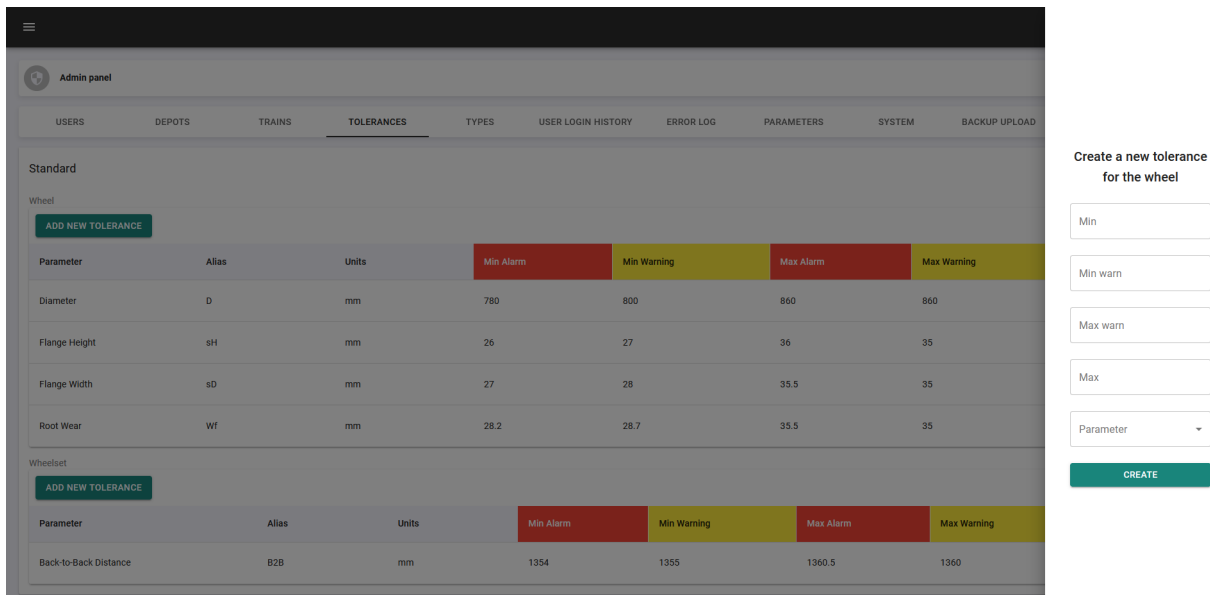 Admin panel
USERS DEPOTS TRAINS TOLERANCES TYPES USER LOGIN HISTORY ERROR LOG PARAMETERS SYSTEM BACKUP UPLOAD
Standard
Wheel
ADD NEW TOLERANCE
Parameter Alias Units Min Alarm Min Warning Max Alarm Max Warning
Diameter D mm 780 800 860 860
Flange Height sH mm 26 27 36 35
Flange Width sD mm 27 28 35.5 35
Root Wear Wf mm 28.2 28.7 35.5 35
Wheelset
ADD NEW TOLERANCE
Parameter Alias Units Min Alarm Min Warning Max Alarm Max Warning
Back-to-Back Distance B2B mm 1354 1355 1360.5 1360
Create a new tolerance
for the wheel
Min
Min warn
Max warn
Max
Parameter
CREATE